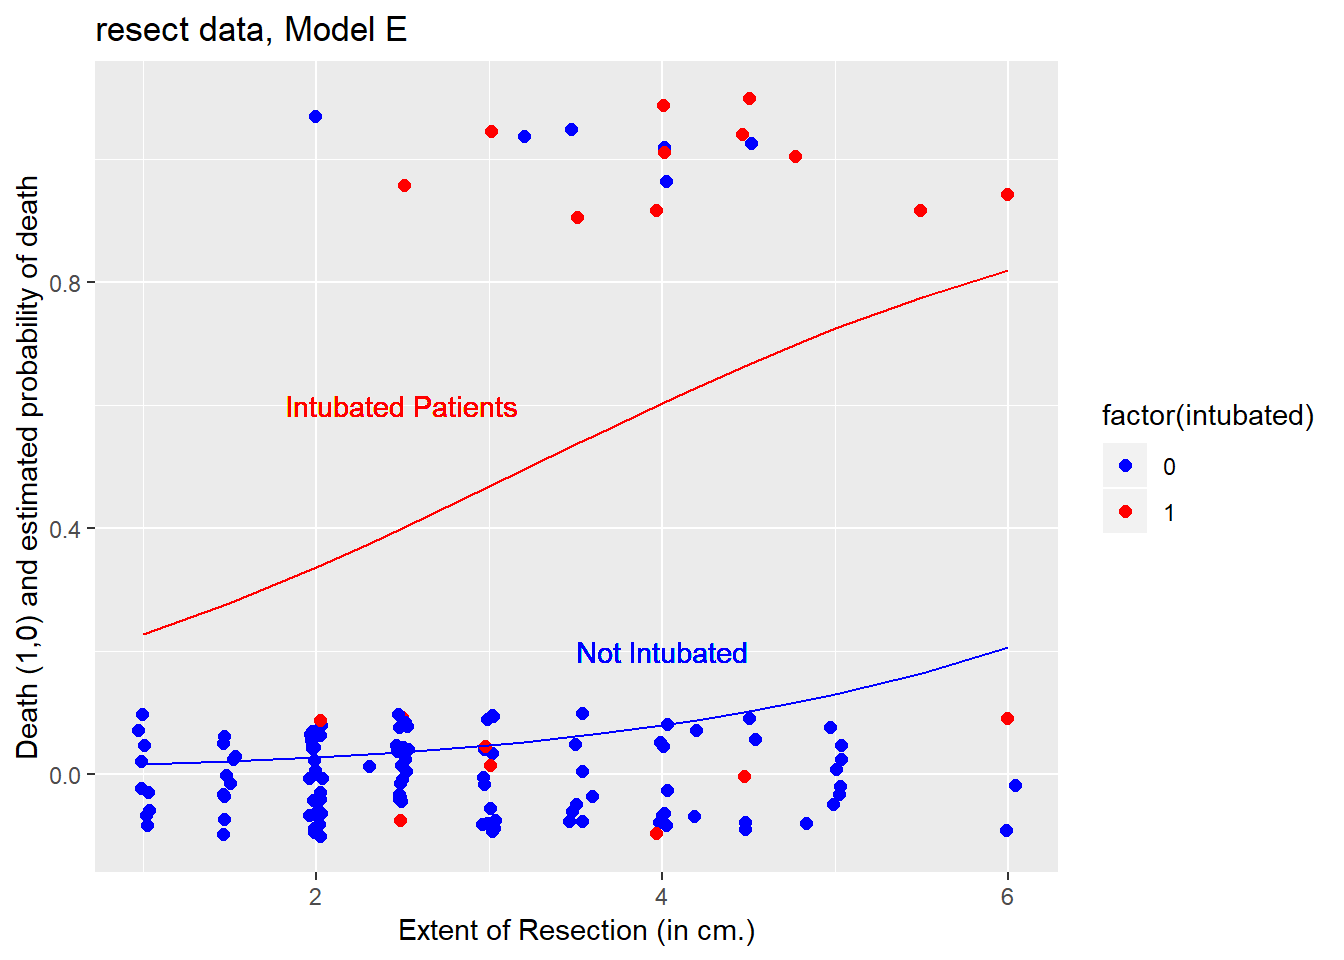 resect data, Model E
Death (1,0) and estimated probability of death
0.8
0.4
0.0
Intubated Patients
Not Intubated
2
4
6
Extent of Resection (in cm.)
factor(intubated)
0
1